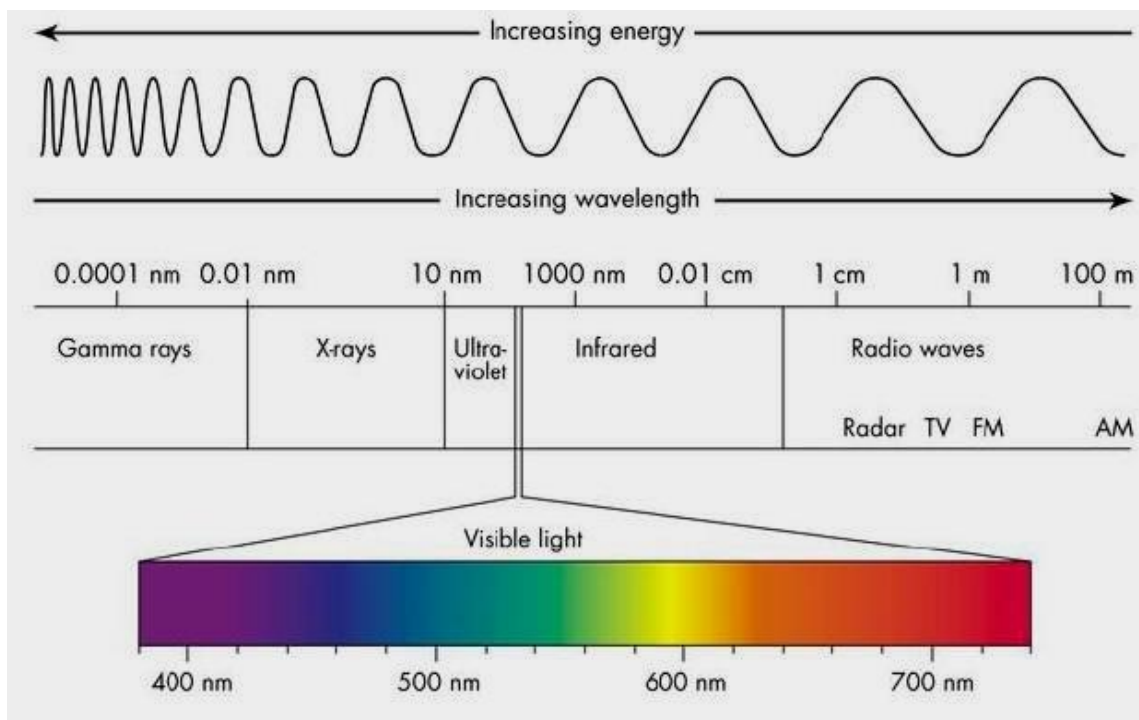 Increasing energy
Increasing wavelength
0.0001 nm 0.01 nm 10 nm 1000 nm 0.01 cm 1 cm 1 m 100 m
Gamma rays X-rays Ultra-
violet Infrared Radio waves
Radar TV FM AM
Visible light
400 nm 500 nm 600 nm 700 nm